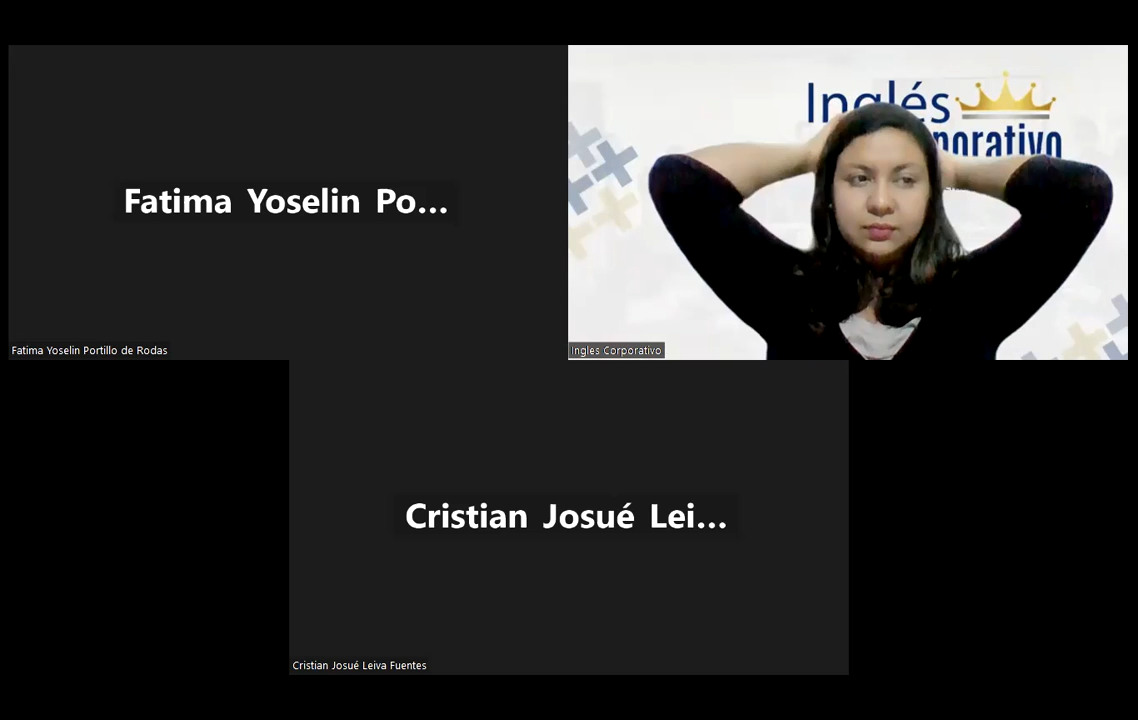 Fatima Yoselin Po...
Fatima Yoselin Portillo de Rodas
Inglés
Ingles Corporativo
Cristian Josué Lei...
Cristian Josué Leiva Fuentes